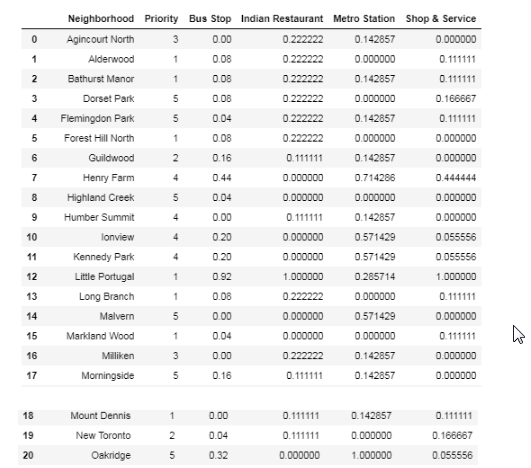 Neighborhood Priority Bus Stop Indian Restaurant Metro Station Shop & Service
0 Agincourt North 3 0.00 0.222222 0.142857 0.000000
1 Alderwood 1 0.08 0.222222 0.000000 0.111111
2 Bathurst Manor 1 0.08 0.222222 0.142857 0.111111
3 Dorset Park 5 0.08 0.222222 0.000000 0.166667
4 Flemingdon Park 5 0.04 0.222222 0.142857 0.111111
5 Forest Hill North 1 0.08 0.222222 0.000000 0.000000
6 Guildwood 2 0.16 0.111111 0.142857 0.000000
7 Henry Farm 4 0.44 0.000000 0.714286 0.444444
8 Highland Creek 5 0.04 0.000000 0.000000 0.000000
9 Humber Summit 4 0.00 0.111111 0.142857 0.000000
10 Ionview 4 0.20 0.000000 0.571429 0.055556
11 Kennedy Park 4 0.20 0.000000 0.571429 0.055556
12 Little Portugal 1 0.92 1.000000 0.285714 1.000000
13 Long Branch 1 0.08 0.222222 0.000000 0.111111
14 Malvern 5 0.00 0.000000 0.571429 0.000000
15 Markland Wood 1 0.04 0.000000 0.000000 0.111111
16 Milliken 3 0.00 0.222222 0.142857 0.000000
17 Morningside 5 0.16 0.111111 0.142857 0.000000
18 Mount Dennis 1 0.00 0.111111 0.142857 0.111111
19 New Toronto 2 0.04 0.111111 0.000000 0.166667
20 Oakridge 5 0.32 0.000000 1.000000 0.055556